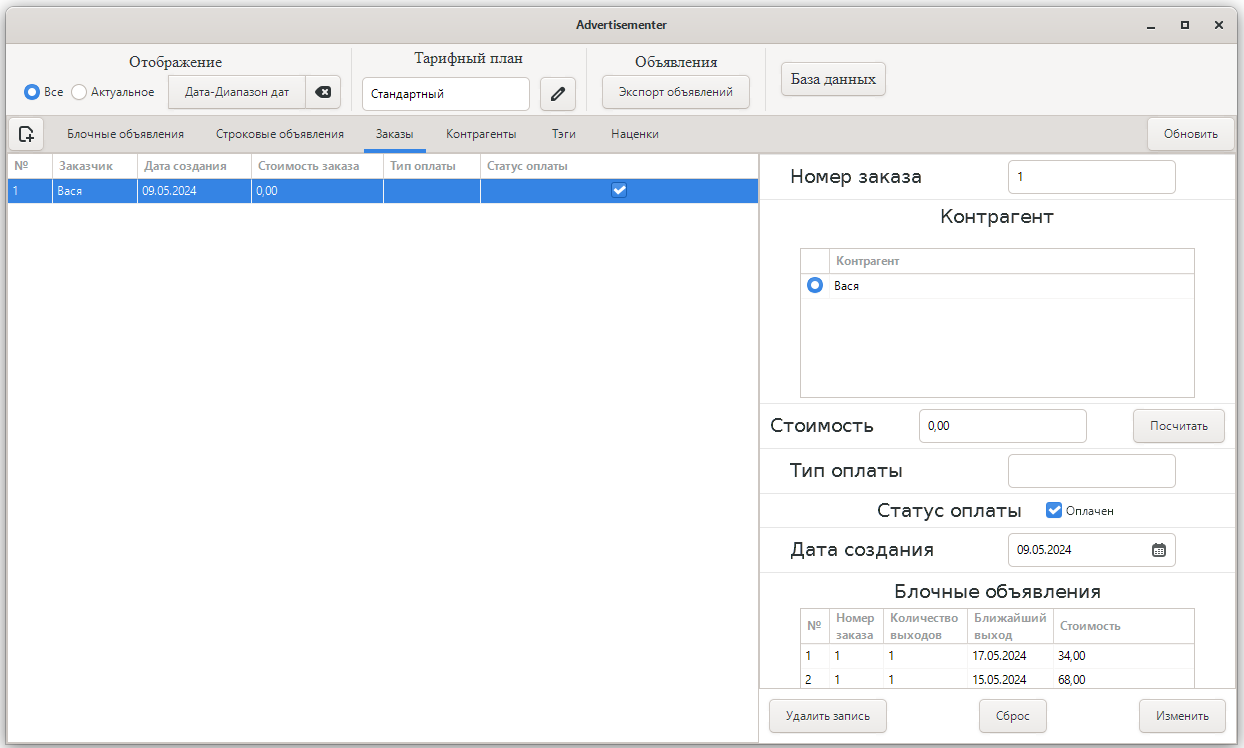 Advertisementer
Отображение
Все Актуальное Дата-Диапазон дат
Тарифный план
Стандартный
Объявления
Экспорт объявлений
База данных
Блочные объявления Строковые объявления Заказы Контрагенты Тэги Наценки Обновить
№ Заказчик Дата создания Стоимость заказа Тип оплаты Статус оплаты
1 Вася 09.05.2024 0,00
Номер заказа 1
Контрагент
Контрагент
Вася
Стоимость 0,00 Посчитать
Тип оплаты
Статус оплаты Оплачен
Дата создания 09.05.2024
Блочные объявления
№ Номер заказа Количество выходов Ближайший выход Стоимость
1 1 1 17.05.2024 34,00
2 1 1 15.05.2024 68,00
Удалить запись Сброс Изменить